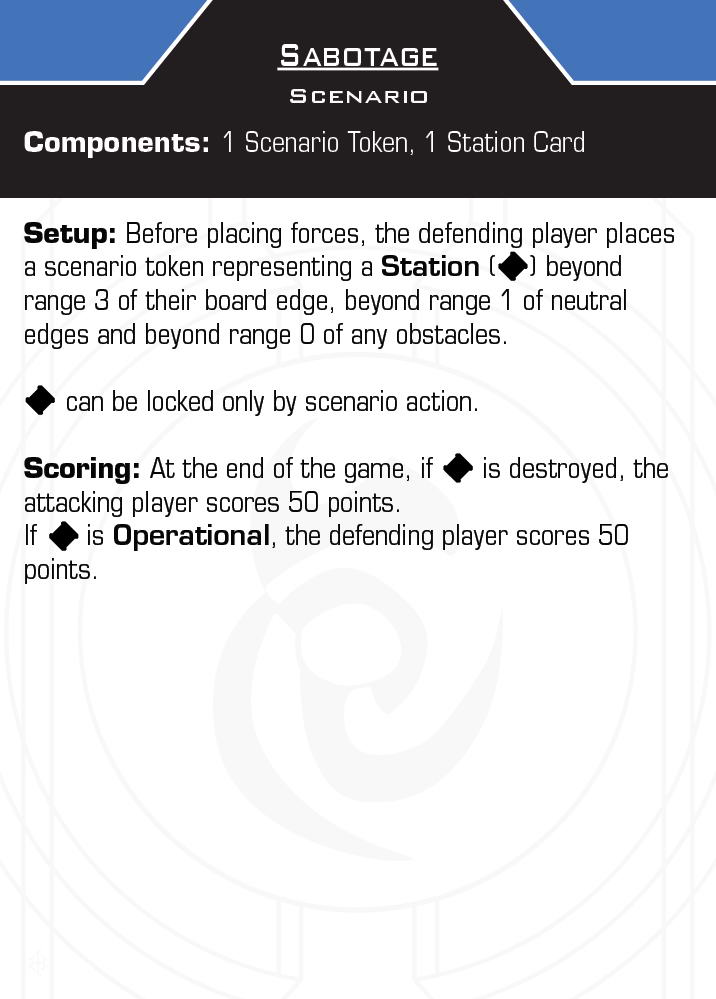 SABOTAGE
SCENARIO
Components: 1 Scenario Token, 1 Station Card
Setup: Before placing forces, the defending player places
a scenario token representing a Station (◆) beyond
range 3 of their board edge, beyond range 1 of neutral
edges and beyond range 0 of any obstacles.
◆ can be locked only by scenario action.
Scoring: At the end of the game, if ◆ is destroyed, the
attacking player scores 50 points.
If ◆ is Operational, the defending player scores 50
points.